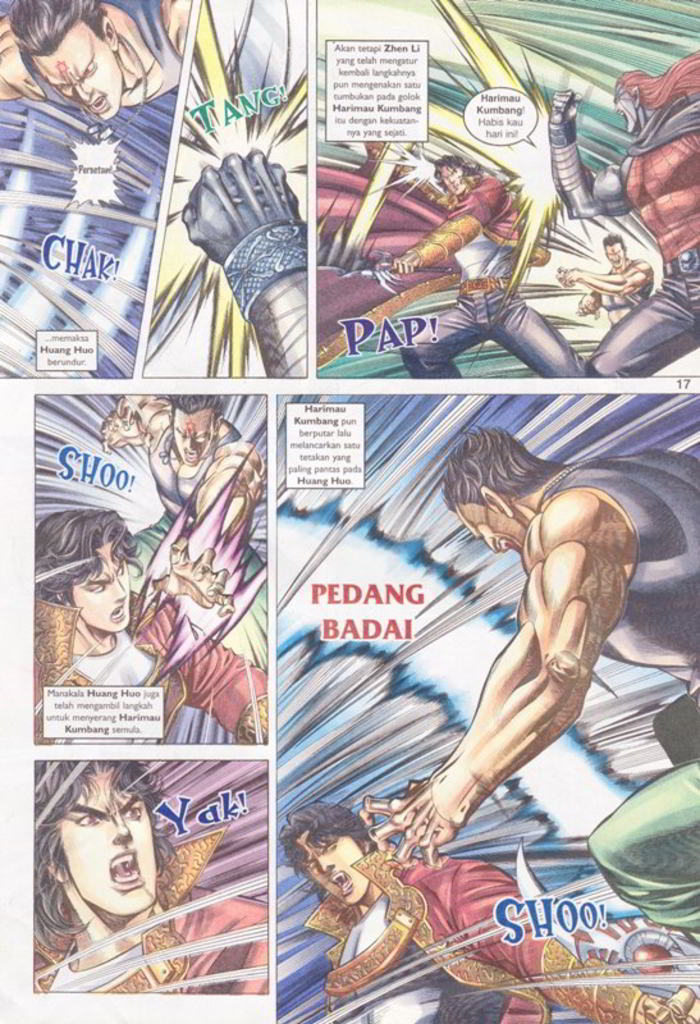 Persetan!
CHAK!
...memaksa
Huang Huo
berundur.
TANG!
Akan tetapi Zhen Li
yang telah mengatur
kembali langkahnya
pun mengenakan satu
tumbukan pada golok
Harimau Kumbang
itu dengan kekuatan-
nya yang sejati.
Harimau
Kumbang!
Habis kau
hari ini!
PAP!
17
SHOO!
Manakala Huang Huo juga
telah mengambil langkah
untuk menyerang Harimau
Kumbang semula.
Yak!
Harimau
Kumbang pun
berputar lalu
melancarkan satu
tetakan yang
paling pantas pada
Huang Huo.
PEDANG
BADAI
SHOO!